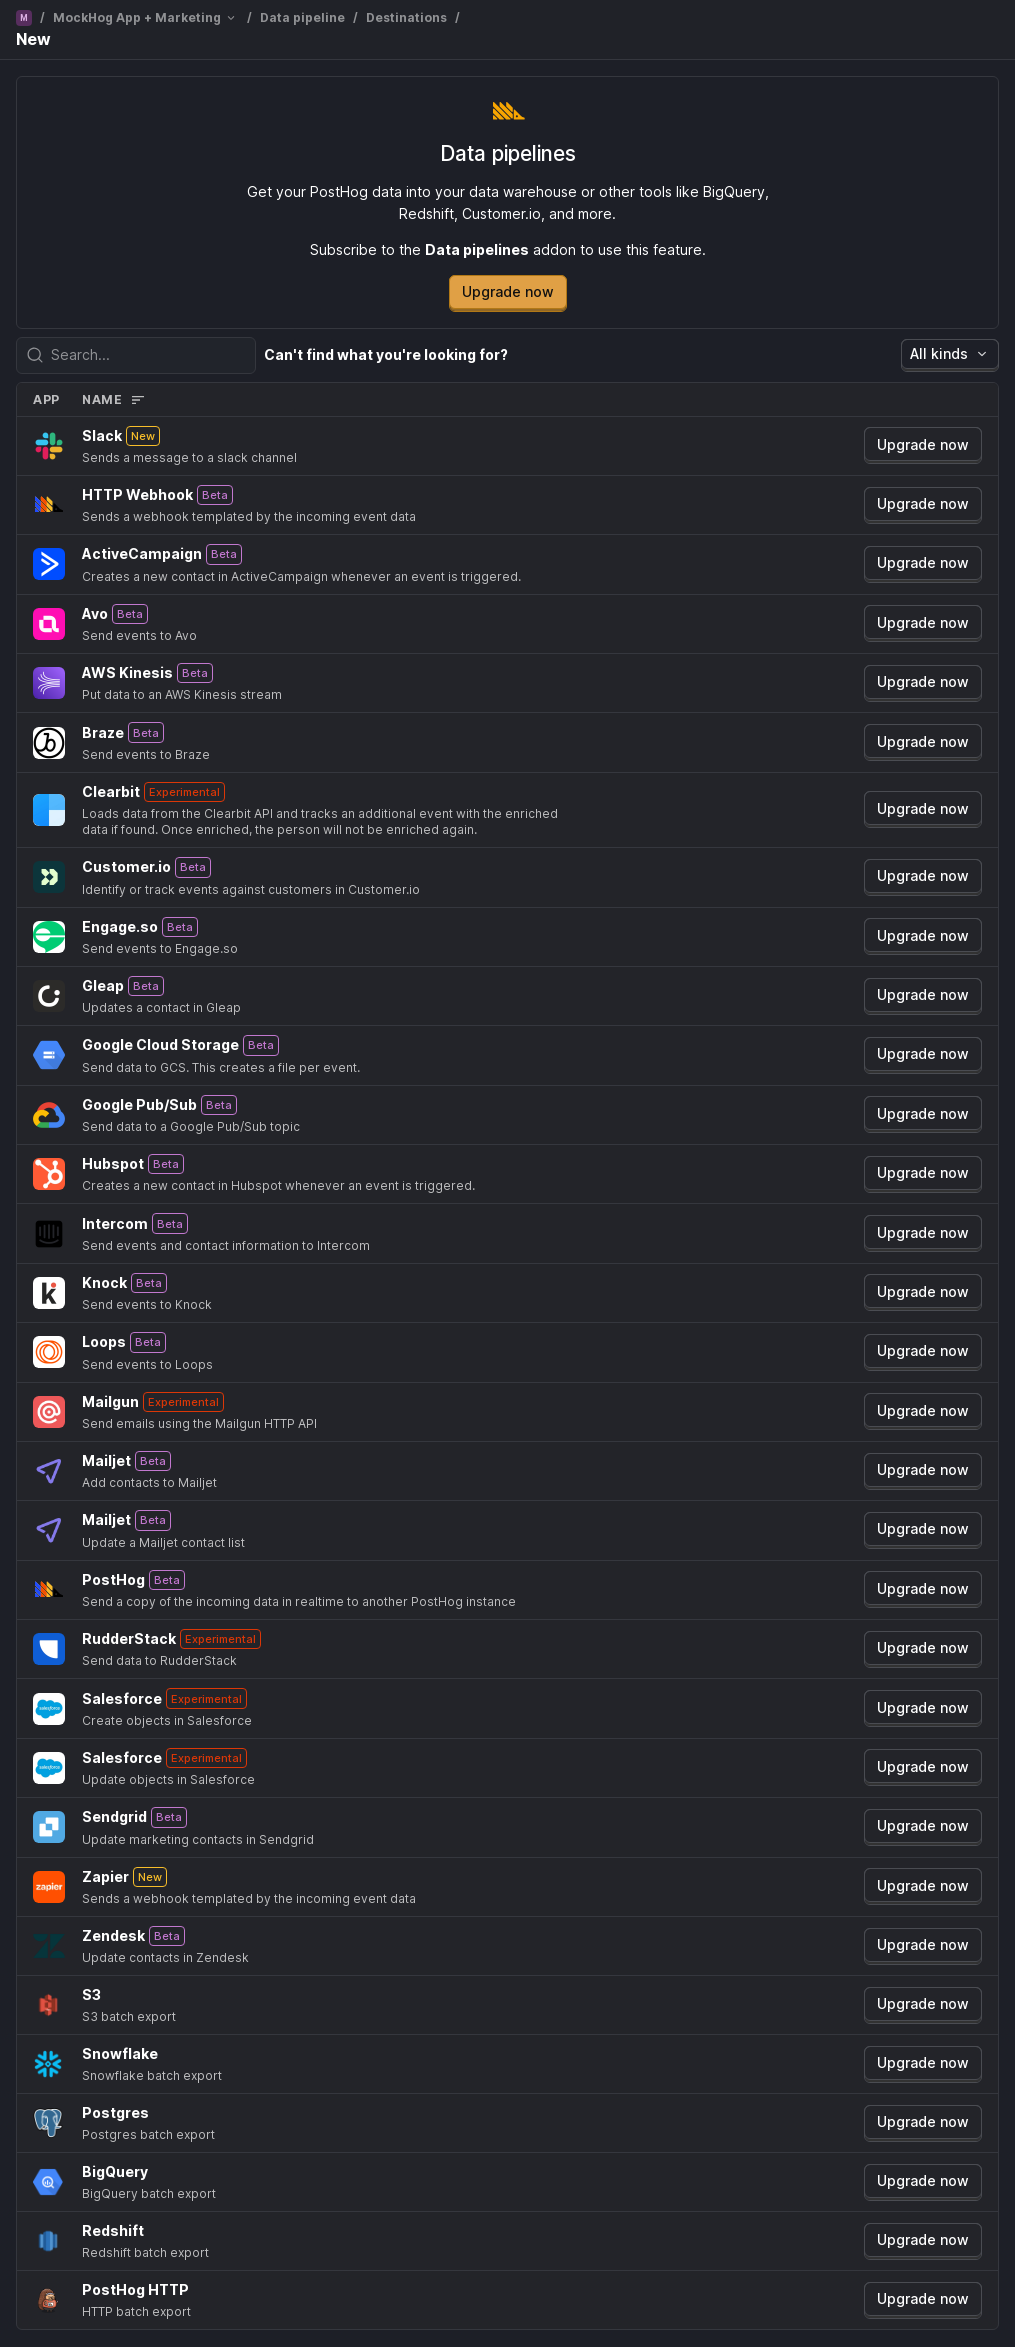 M / MockHog App + Marketing / Data pipeline / Destinations /
New
Data pipelines
Get your PostHog data into your data warehouse or other tools like BigQuery,
Redshift, Customer.io, and more.
Subscribe to the Data pipelines addon to use this feature.
Upgrade now
Search... Can't find what you're looking for? All kinds
APP NAME
Slack New
Sends a message to a slack channel
Upgrade now
HTTP Webhook Beta
Sends a webhook templated by the incoming event data
Upgrade now
ActiveCampaign Beta
Creates a new contact in ActiveCampaign whenever an event is triggered.
Upgrade now
Avo Beta
Send events to Avo
Upgrade now
AWS Kinesis Beta
Put data to an AWS Kinesis stream
Upgrade now
Braze Beta
Send events to Braze
Upgrade now
Clearbit Experimental
Loads data from the Clearbit API and tracks an additional event with the enriched
data if found. Once enriched, the person will not be enriched again.
Upgrade now
Customer.io Beta
Identify or track events against customers in Customer.io
Upgrade now
Engage.so Beta
Send events to Engage.so
Upgrade now
Gleap Beta
Updates a contact in Gleap
Upgrade now
Google Cloud Storage Beta
Send data to GCS. This creates a file per event.
Upgrade now
Google Pub/Sub Beta
Send data to a Google Pub/Sub topic
Upgrade now
Hubspot Beta
Creates a new contact in Hubspot whenever an event is triggered.
Upgrade now
Intercom Beta
Send events and contact information to Intercom
Upgrade now
Knock Beta
Send events to Knock
Upgrade now
Loops Beta
Send events to Loops
Upgrade now
Mailgun Experimental
Send emails using the Mailgun HTTP API
Upgrade now
Mailjet Beta
Add contacts to Mailjet
Upgrade now
Mailjet Beta
Update a Mailjet contact list
Upgrade now
PostHog Beta
Send a copy of the incoming data in realtime to another PostHog instance
Upgrade now
RudderStack Experimental
Send data to RudderStack
Upgrade now
salesforce
Salesforce Experimental
Create objects in Salesforce
Upgrade now
salesforce
Salesforce Experimental
Update objects in Salesforce
Upgrade now
Sendgrid Beta
Update marketing contacts in Sendgrid
Upgrade now
zapier
Zapier New
Sends a webhook templated by the incoming event data
Upgrade now
Zendesk Beta
Update contacts in Zendesk
Upgrade now
S3
S3 batch export
Upgrade now
Snowflake
Snowflake batch export
Upgrade now
Postgres
Postgres batch export
Upgrade now
BigQuery
BigQuery batch export
Upgrade now
Redshift
Redshift batch export
Upgrade now
PostHog HTTP
HTTP batch export
Upgrade now